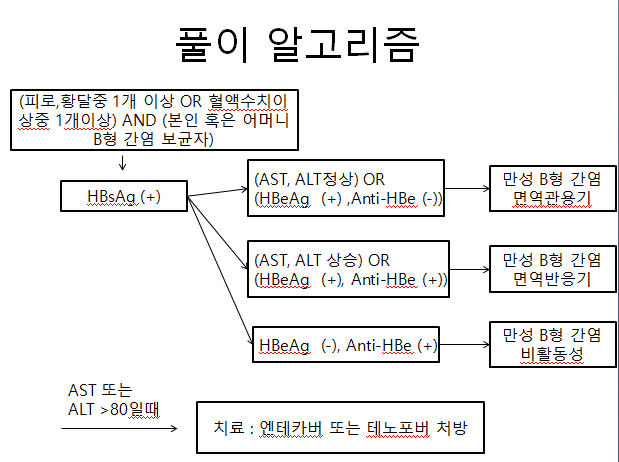 풀이 알고리즘
(피로,황달중 1개 이상 OR 혈액수치이
상중 1개이상) AND (본인 혹은 어머니
B형 간염 보균자)
HBsAg (+)
(AST, ALT정상) OR
(HBeAg (+) ,Anti-HBe (-))
만성 B형 간염
면역관용기
(AST, ALT 상승) OR
(HBeAg (+), Anti-HBe (+))
만성 B형 간염
면역반응기
HBeAg (-), Anti-HBe (+)
만성 B형 간염
비활동성
AST 또는
ALT >80일때
치료 : 엔테카버 또는 테노포버 처방